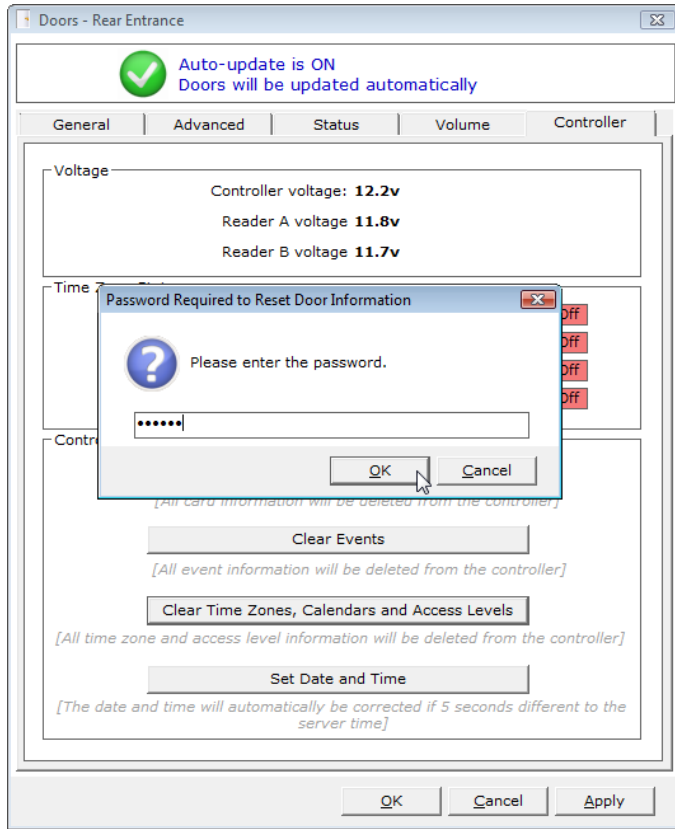 Doors - Rear Entrance
Auto-update is ON
Doors will be updated automatically
General
Advanced
Status
Volume
Controller
Voltage
Controller voltage: 12.2v
Reader A voltage 11.8v
Reader B voltage 11.7v
Time
Password Required to Reset Door Information
Please enter the password.
••••••
OK
Cancel
Off
Off
Off
Off
[All card information will be deleted from the controller]
Clear Events
[All event information will be deleted from the controller]
Clear Time Zones, Calendars and Access Levels
[All time zone and access level information will be deleted from the controller]
Set Date and Time
[The date and time will automatically be corrected if 5 seconds different to the
server time]
OK
Cancel
Apply